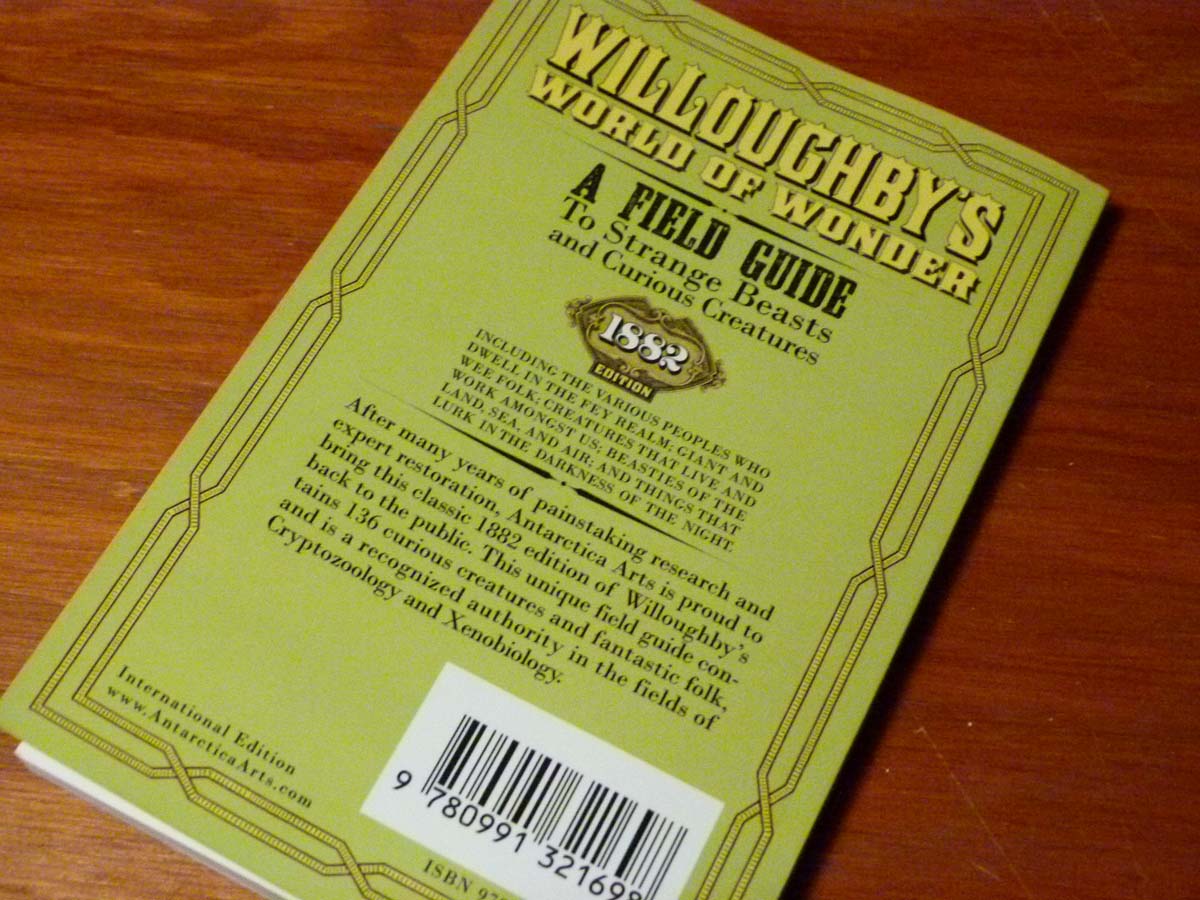 WILLOUGHBY'S
WORLD OF WONDER
A FIELD GUIDE
To Strange Beasts
and Curious Creatures
1882
EDITION
INCLUDING THE VARIOUS PEOPLES WHO
DWELL IN THE FEY REALM; GIANT AND
WEE FOLK; CREATURES THAT LIVE AND
WORK AMONGST US; BEASTIES OF THE
LAND, SEA, AND AIR; AND THINGS THAT
LURK IN THE DARKNESS OF THE NIGHT.
After many years of painstaking research and
expert restoration, Antarctica Arts is proud to
bring this classic 1882 edition of Willoughby's
back to the public. This unique field guide con-
tains 136 curious creatures and fantastic folk,
and is a recognized authority in the fields of
Cryptozoology and Xenobiology.
International Edition
www.AntarcticaArts.com
9 780991 321698
ISBN 97